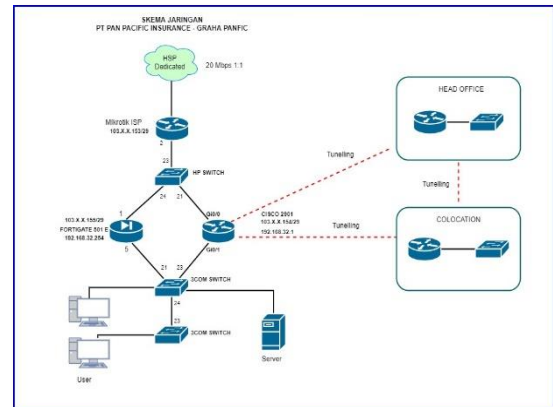 SKEMA JARINGAN
PT PAN PACIFIC INSURANCE - GRAHA PANFIC
HSP
Dedicated
20 Mbps 1:1
HEAD OFFICE
Mikrotik ISP
103.X.X.153/29
2
Tunelling
23
HP SWITCH
Tunelling
24
21
COLOCATION
1
Gi0/0
CISCO 2901
103.X.X.155/29
103.X.X.154/29
Tunelling
FORTIGATE 501 E
192.168.32.254
192.168.32.1
5
Gi0/1
21
23
3COM SWITCH
24
23
3COM SWITCH
Server
User